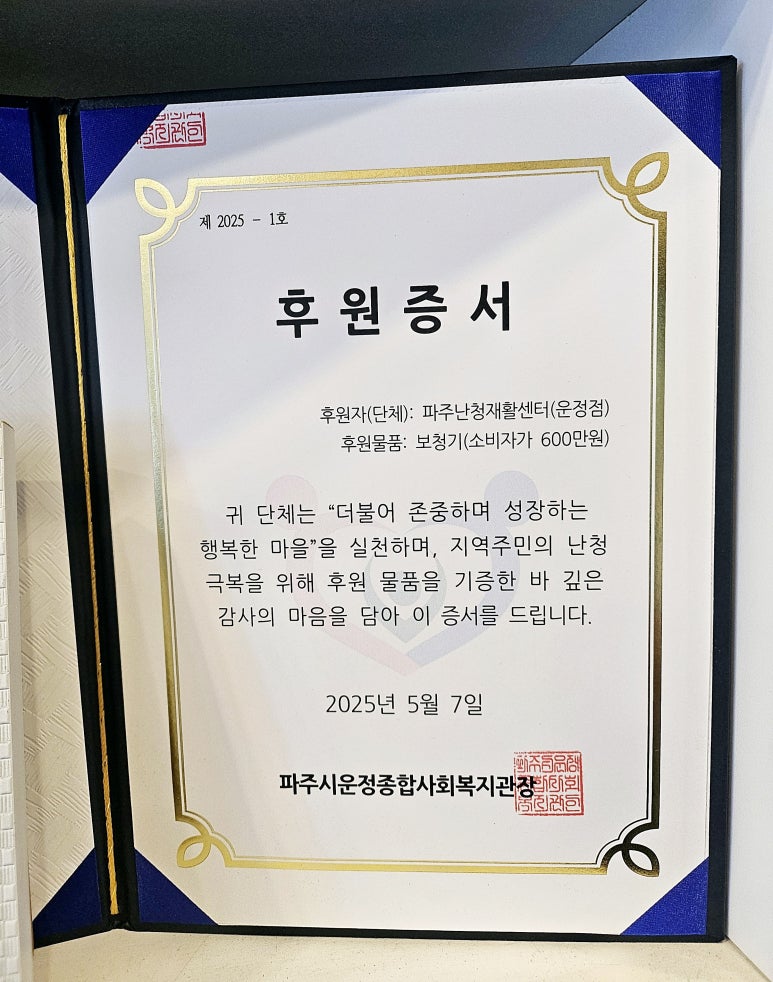 제 2025 - 1호
후원증서
후원자(단체): 파주난청재활센터(운정점)
후원물품: 보청기(소비자가 600만원)
귀 단체는 “더불어 존중하며 성장하는
행복한 마을”을 실천하며, 지역주민의 난청
극복을 위해 후원 물품을 기증한 바 깊은
감사의 마음을 담아 이 증서를 드립니다.
2025년 5월 7일
파주시운정종합사회복지관장